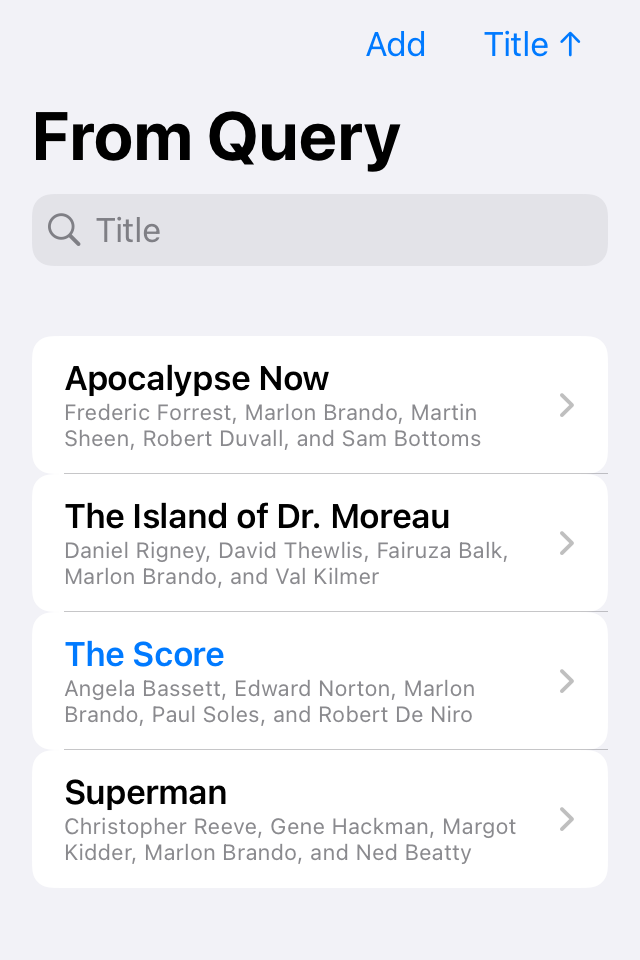 Add Title ↑
From Query
Title
Apocalypse Now
Frederic Forrest, Marlon Brando, Martin
Sheen, Robert Duvall, and Sam Bottoms
The Island of Dr. Moreau
Daniel Rigney, David Thewlis, Fairuza Balk,
Marlon Brando, and Val Kilmer
The Score
Angela Bassett, Edward Norton, Marlon
Brando, Paul Soles, and Robert De Niro
Superman
Christopher Reeve, Gene Hackman, Margot
Kidder, Marlon Brando, and Ned Beatty